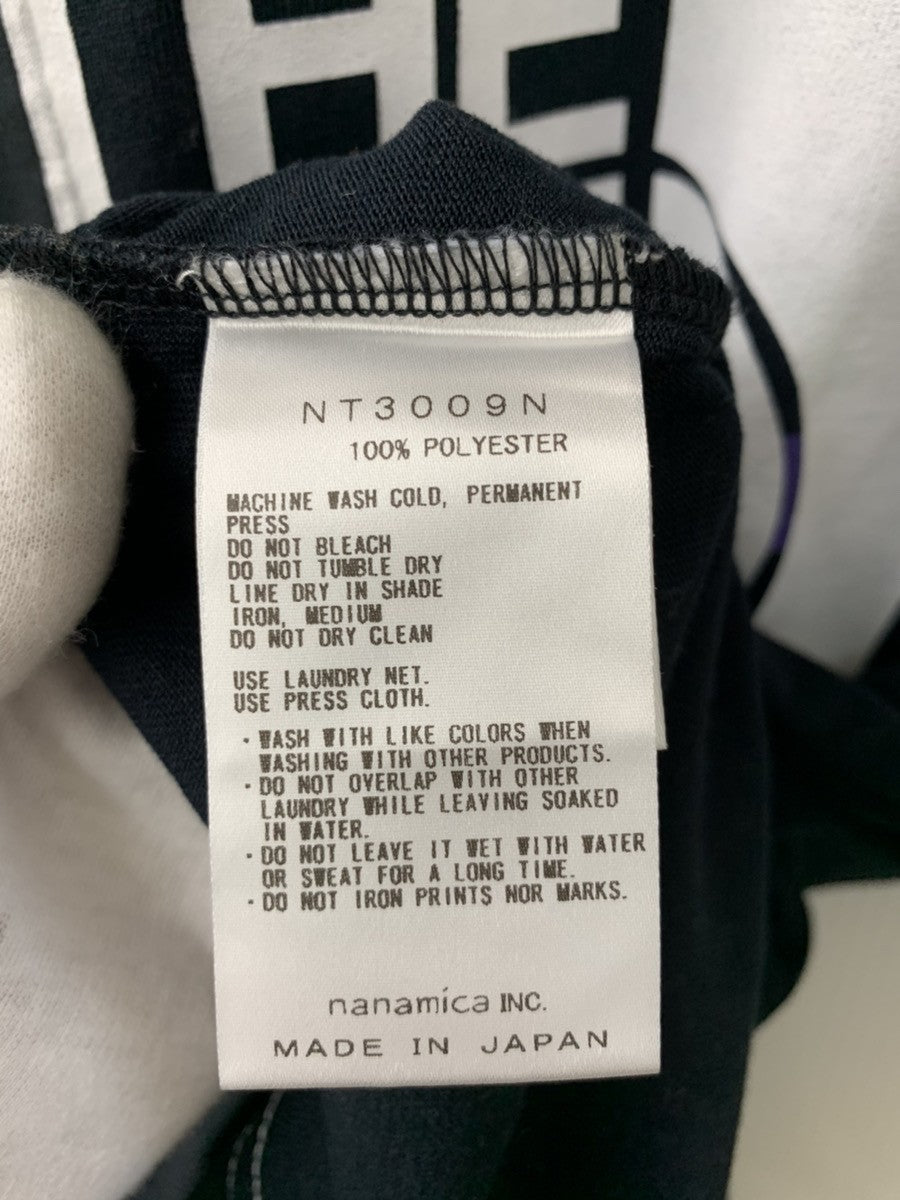 HE
NT3009N
100% POLYESTER
MACHINE WASH COLD, PERMANENT
PRESS
DO NOT BLEACH
DO NOT TUMBLE DRY
LINE DRY IN SHADE
IRON, MEDIUM
DO NOT DRY CLEAN
USE LAUNDRY NET.
USE PRESS CLOTH.
・WASH WITH LIKE COLORS WHEN
WASHING WITH OTHER PRODUCTS.
・DO NOT OVERLAP WITH OTHER
LAUNDRY WHILE LEAVING SOAKED
IN WATER.
・DO NOT LEAVE IT WET WITH WATER
OR SWEAT FOR A LONG TIME.
・DO NOT IRON PRINTS NOR MARKS.
nanamica INC.
MADE IN JAPAN